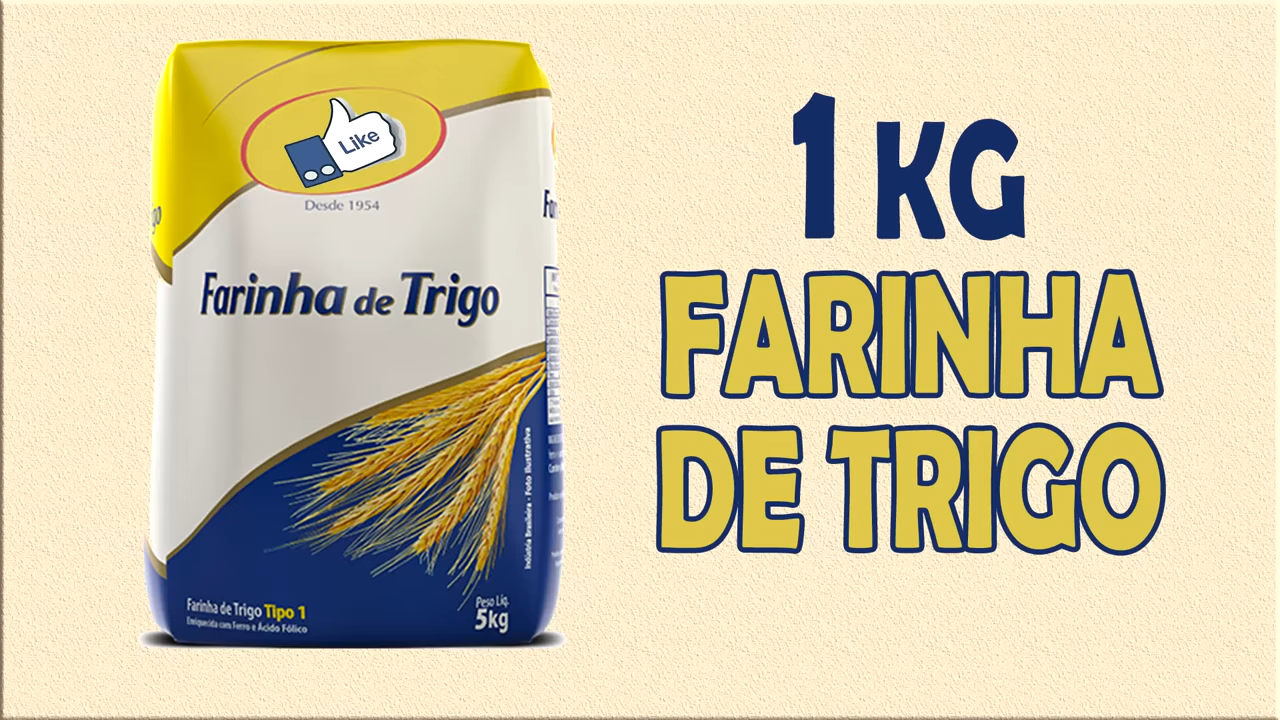 Like
Desde 1954
Farinha de Trigo
Indústria Brasileira - Foto Ilustrativa
Farinha de Trigo Tipo 1
Enriquecida com Ferro e Ácido Fólico
Peso Líq.
5kg
1 KG
FARINHA
DE TRIGO